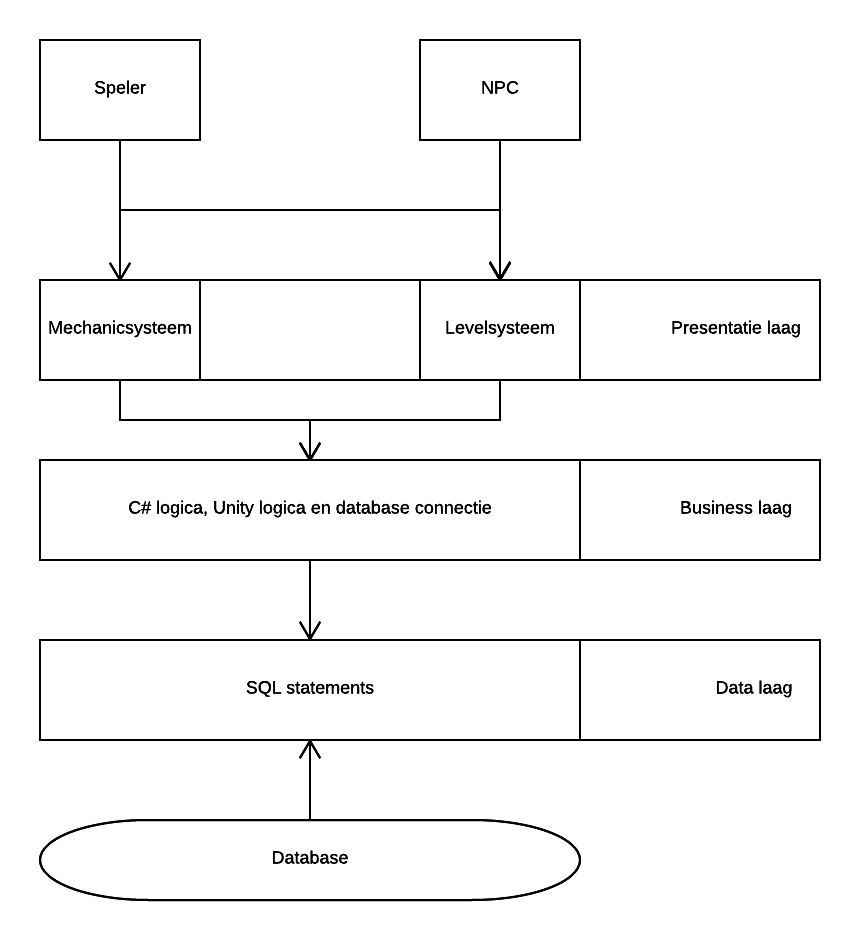 Speler
NPC
Mechanicsysteem
Levelsysteem
Presentatie laag
C# logica, Unity logica en database connectie
Business laag
SQL statements
Data laag
Database